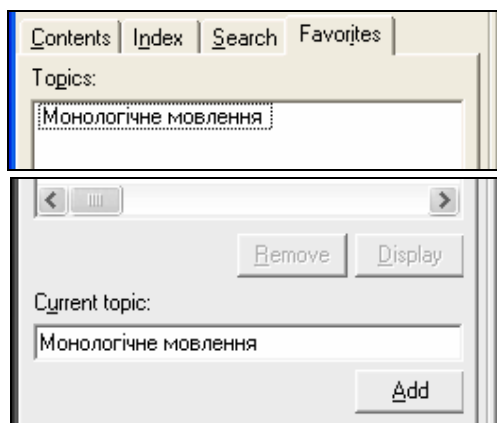 Contents Index Search Favorites
Topics:
Монологічне мовлення
Remove Display
Current topic:
Монологічне мовлення
Add